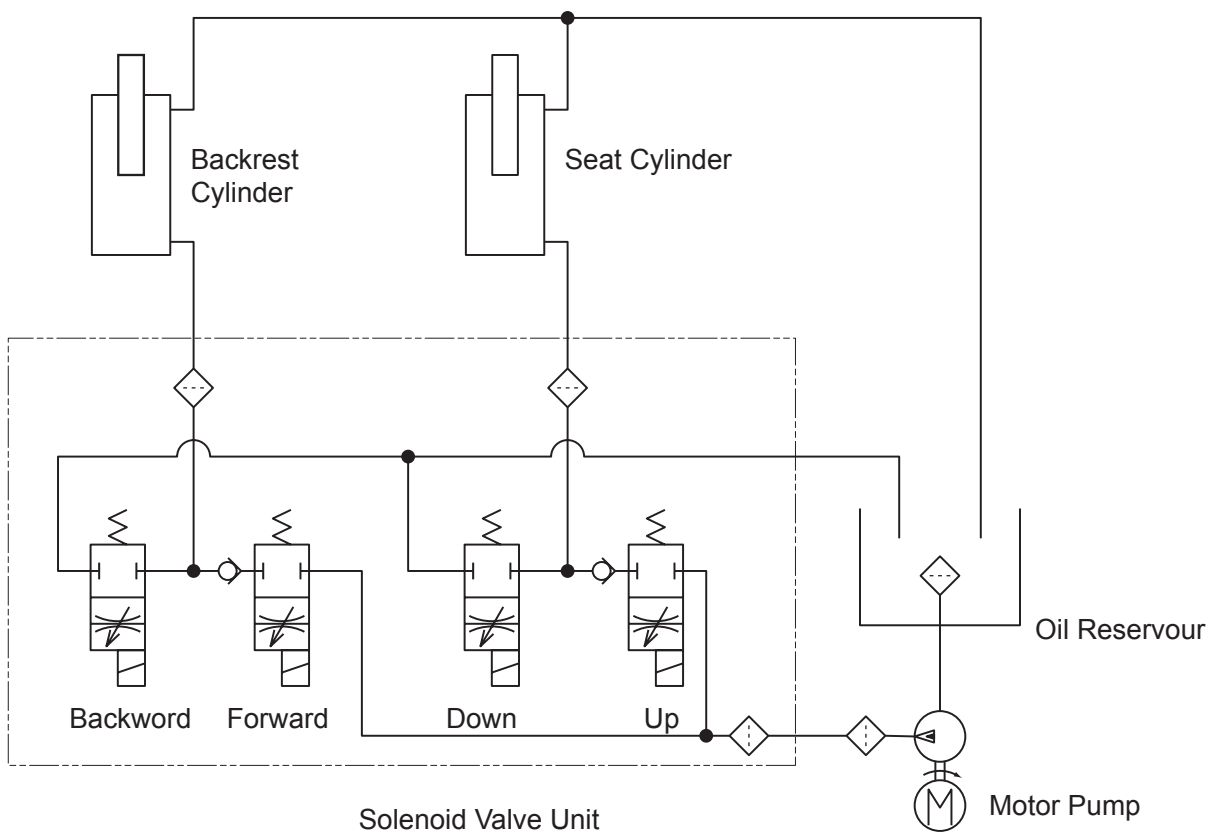 Backrest
Cylinder
Seat Cylinder
Oil Reservour
Backword
Forward
Down
Up
M
Motor Pump
Solenoid Valve Unit